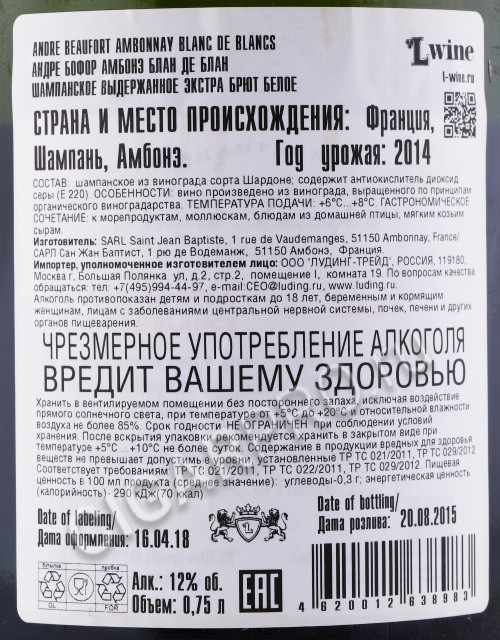 ANDRE BEAUFORT AMBONNAY BLANC DE BLANCS
АНДРЕ БОФОР АМБОНЭ БЛАН ДЕ БЛАН
ШАМПАНСКОЕ ВЫДЕРЖАННОЕ ЭКСТРА БРЮТ БЕЛОЕ
Lwine
l-wine.ru
СТРАНА И МЕСТО ПРОИСХОЖДЕНИЯ: Франция,
Шампань, Амбонэ. Год урожая: 2014
СОСТАВ: шампанское из винограда сорта Шардоне; содержит антиокислитель диоксид
серы (Е 220). ОСОБЕННОСТИ: вино произведено из винограда, выращенного по принципам
органического виноградарства. ТЕМПЕРАТУРА ПОДАЧИ: +6°С...+8°С. ГАСТРОНОМИЧЕСКОЕ
СОЧЕТАНИЕ: к морепродуктам, моллюскам, блюдам из домашней птицы, мягким козьим
сырам.
Изготовитель: SARL Saint Jean Baptiste, 1 rue de Vaudemanges, 51150 Ambonnay, France/
САРЛ Сан Жан Баптист, 1 рю де Водеманж, 51150 Амбонэ, Франция.
Импортер, уполномоченное изготовителем лицо: ООО "ЛУДИНГ-ТРЕЙД", РОССИЯ, 119180,
Москва г, Большая Полянка ул, д.2, стр.2, помещение I, комната 19. По вопросам качества
обращаться: тел: +7(495)994-44-97, e-mail:CEO@luding.ru, www.luding.ru.
Алкоголь противопоказан детям и подросткам до 18 лет, беременным и кормящим
женщинам, лицам с заболеваниями центральной нервной системы, почек, печени и других
органов пищеварения.
ЧРЕЗМЕРНОЕ УПОТРЕБЛЕНИЕ АЛКОГОЛЯ
ВРЕДИТ ВАШЕМУ ЗДОРОВЬЮ
Хранить в вентилируемом помещении без постороннего запаха, исключая воздействие
прямого солнечного света, при температуре от +5°С до +20°С и относительной влажности
воздуха не более 85%. Срок годности НЕ ОГРАНИЧЕН при соблюдении условий
хранения. После вскрытия упаковки рекомендуется хранить в закрытом виде при
температуре +5°С ...+10°С не более суток. Содержание в продукции вредных для здоровья
веществ не превышает допустимые уровни, установленные ТР ТС 021/2011, ТР ТС 029/2012.
Соответствует требованиям: ТР ТС 021/2011, ТР ТС 022/2011, ТР ТС 029/2012. Пищевая
ценность в 100 мл продукта (среднее значение): углеводы-0,3 г; энергетическая ценность
(калорийность): 290 кДж(70 ккал).
Date of labeling/
Дата оформления: 16.04.18
Date of bottling/
Дата розлива: 20.08.2015
бутылка
пробка
GL
FOR
Алк.: 12% об.
Объем: 0,75 л
ЕАС
4620012638983